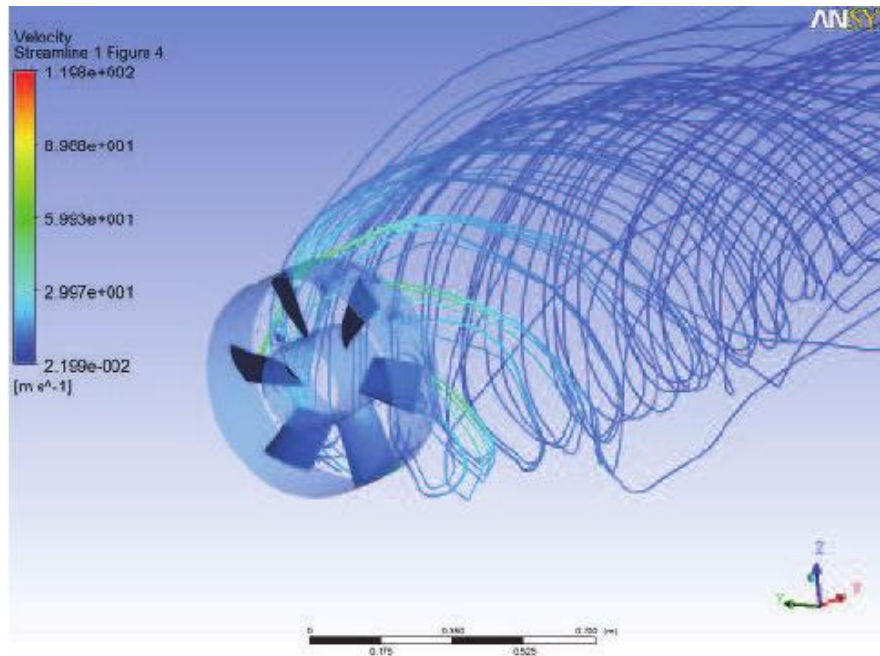 Velocity
Streamline 1 Figure 4
1.198e+002
8.988e+001
5.993e+001
2.997e+001
2.199e-002
[m s^-1]
ANSY
Z
Y
0 0.350 0.700 (m)
0.175 0.525